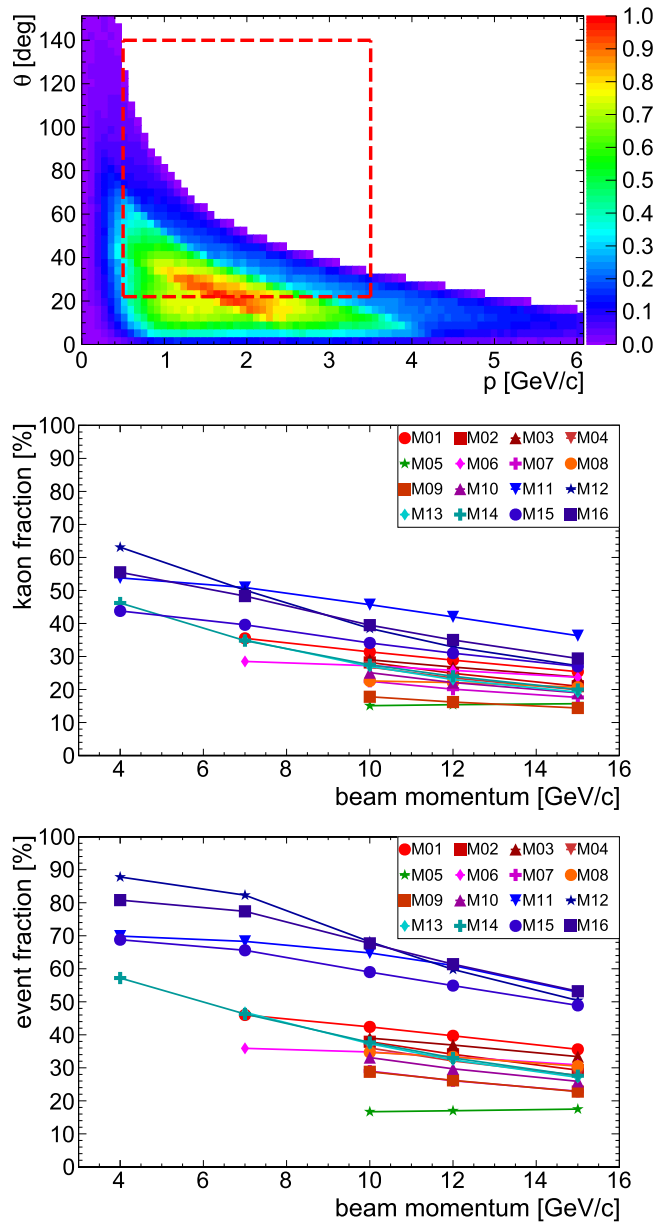 θ [deg]
140
120
100
80
60
40
20
0
0 1 2 3 4 5 6
p [GeV/c]
1.0
0.9
0.8
0.7
0.6
0.5
0.4
0.3
0.2
0.1
0.0
kaon fraction [%]
100
90
80
70
60
50
40
30
20
10
0
M01 M02 M03 M04
M05 M06 M07 M08
M09 M10 M11 M12
M13 M14 M15 M16
4 6 8 10 12 14 16
beam momentum [GeV/c]
event fraction [%]
100
90
80
70
60
50
40
30
20
10
0
M01 M02 M03 M04
M05 M06 M07 M08
M09 M10 M11 M12
M13 M14 M15 M16
4 6 8 10 12 14 16
beam momentum [GeV/c]